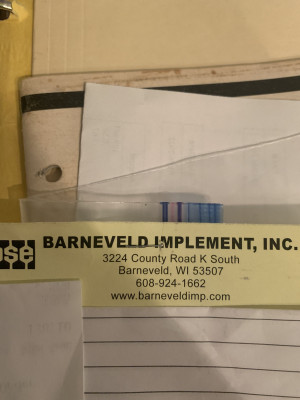 BARNEVELD IMPLEMENT, INC.
3224 County Road K South
Barneveld, WI 53507
608-924-1662
www.barneveldimp.com